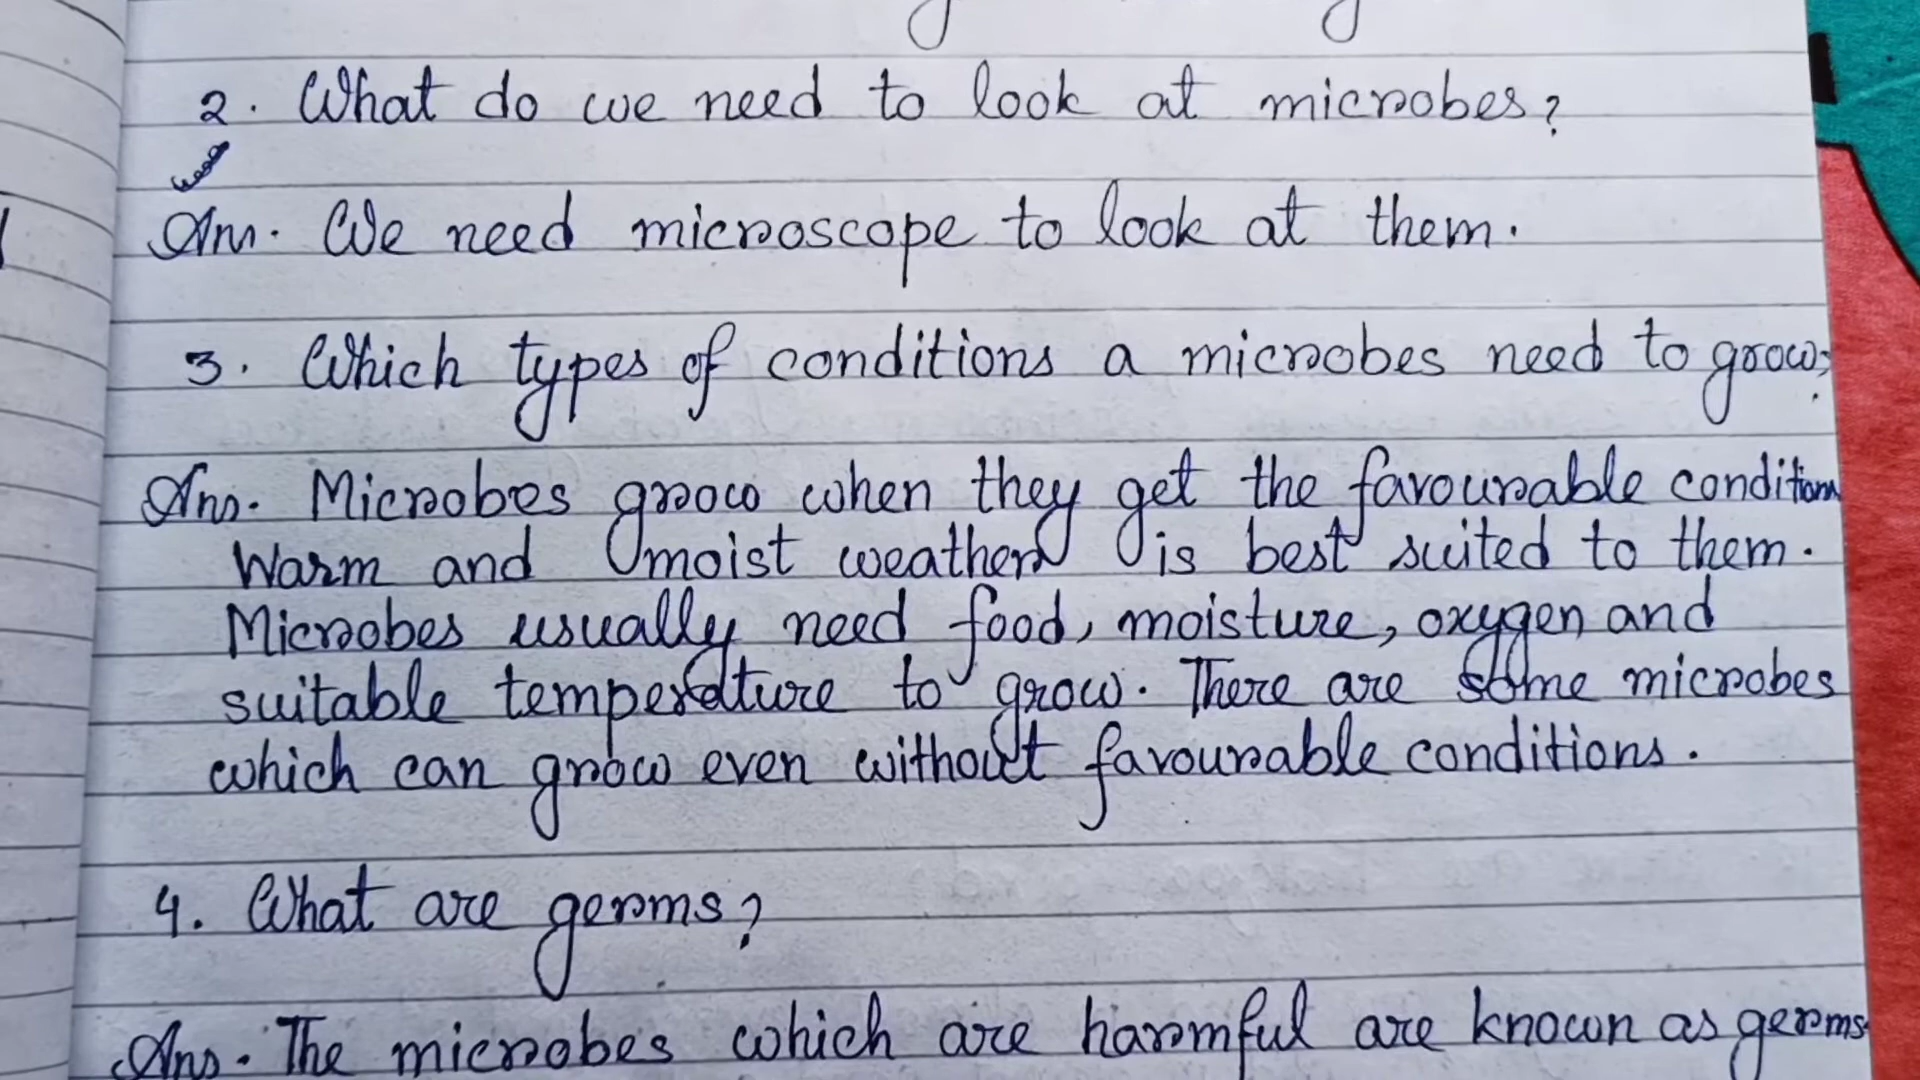 2. What do we need to look at microbes?
Ans. We need microscope to look at them.
3. Which types of conditions a microbes need to grow?
Ans. Microbes grow when they get the favourable condition
Warm and moist weather is best suited to them.
Microbes usually need food, moisture, oxygen and
suitable temperature to grow. There are some microbes
which can grow even without favourable conditions.
4. What are germs?
Ans. The microbes which are harmful are known as germs